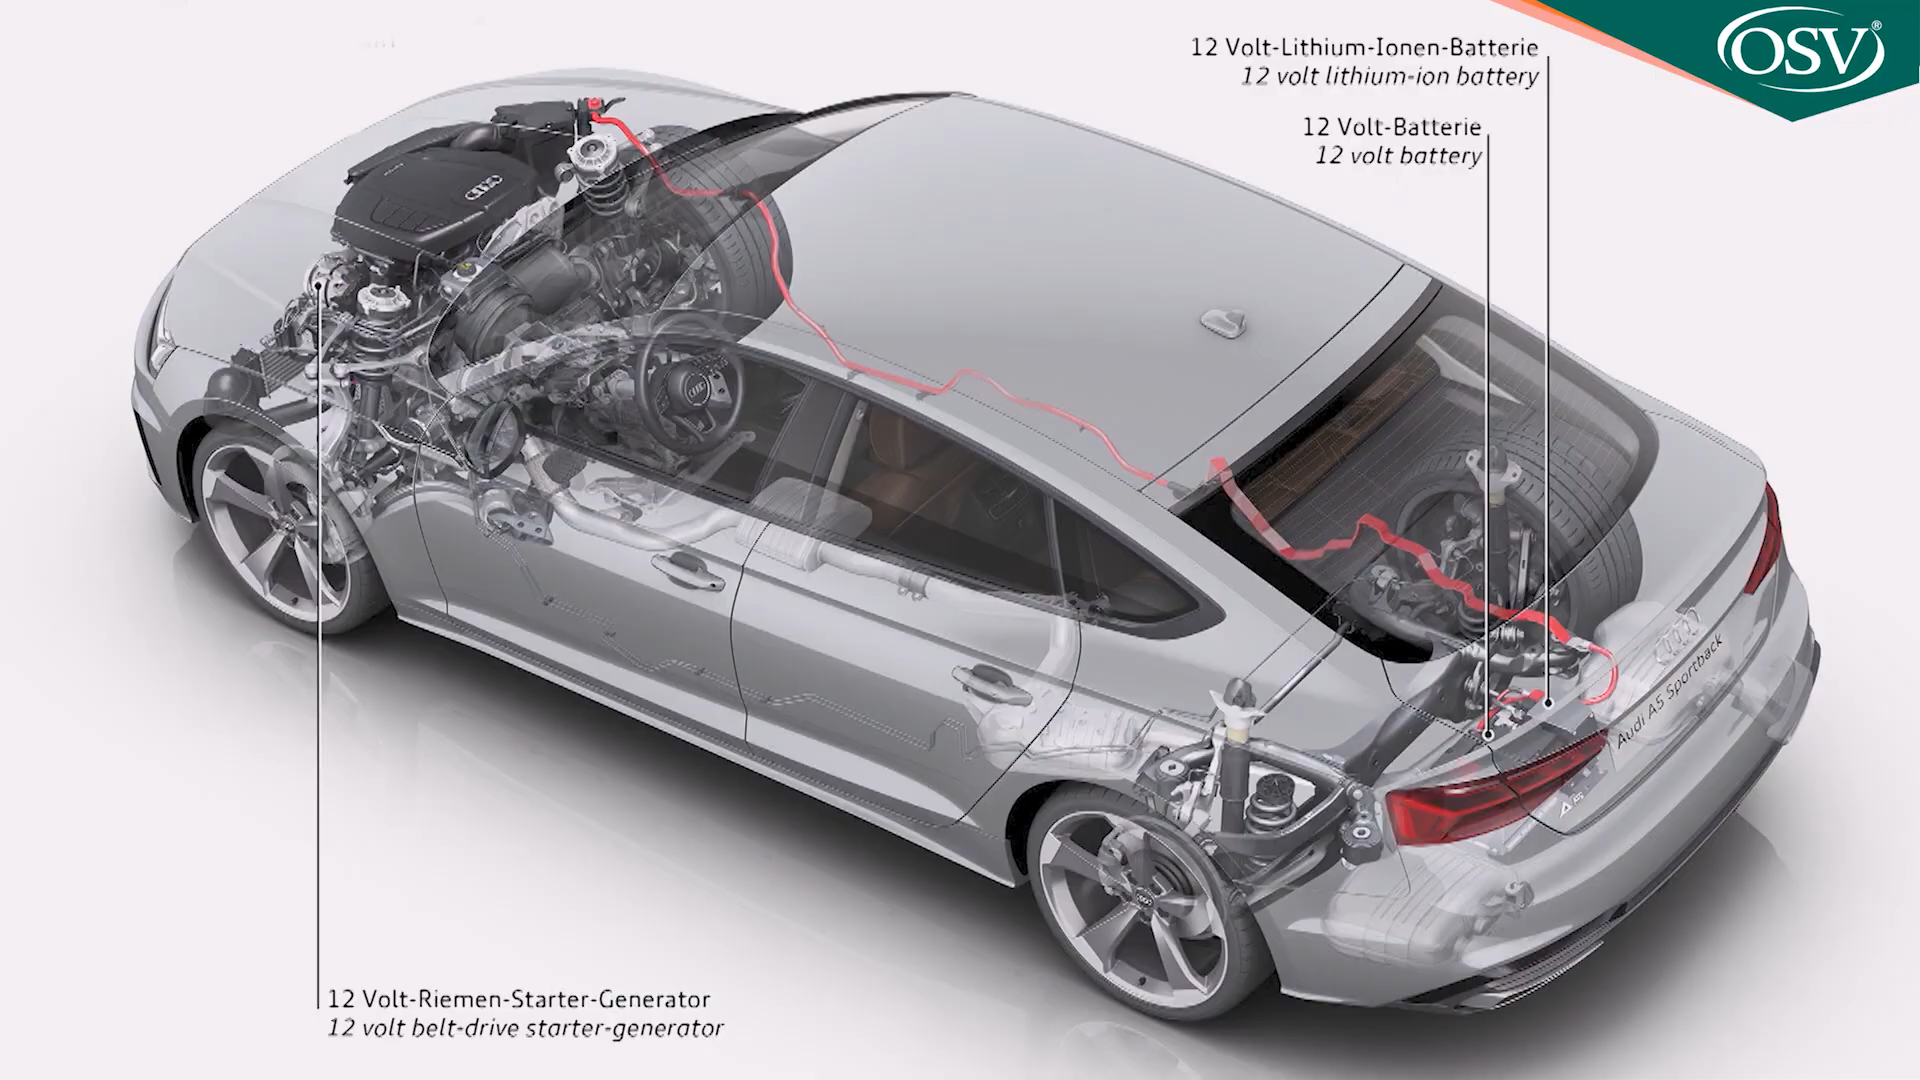 12 Volt-Lithium-Ionen-Batterie
12 volt lithium-ion battery
OSV®
12 Volt-Batterie
12 volt battery
Audi A5 Sportback
A5
12 Volt-Riemen-Starter-Generator
12 volt belt-drive starter-generator